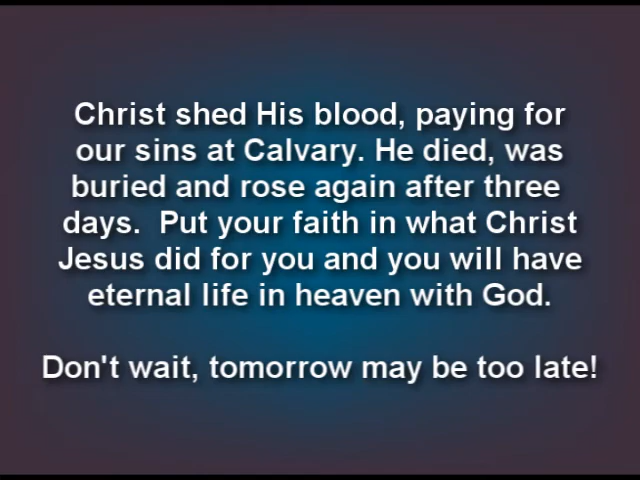 Christ shed His blood, paying for
our sins at Calvary. He died, was
buried and rose again after three
days.  Put your faith in what Christ
Jesus did for you and you will have
eternal life in heaven with God.
Don't wait, tomorrow may be too late!